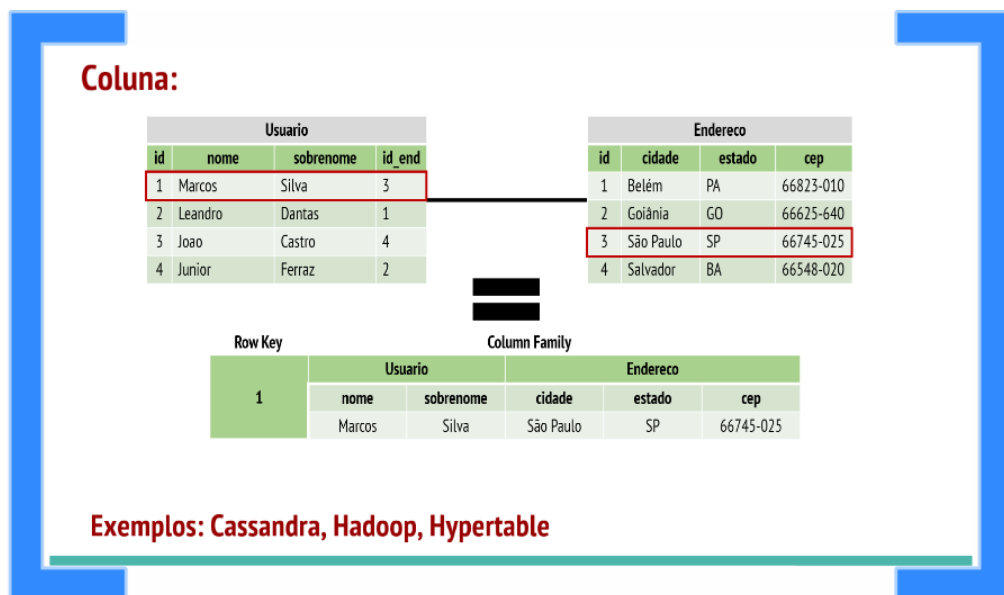 Coluna:
Usuario
id nome sobrenome id_end
1 Marcos Silva 3
2 Leandro Dantas 1
3 Joao Castro 4
4 Junior Ferraz 2
Endereco
id cidade estado cep
1 Belém PA 66823-010
2 Goiânia GO 66625-640
3 São Paulo SP 66745-025
4 Salvador BA 66548-020
Row Key Column Family
Usuario Endereco
1 nome sobrenome cidade estado cep
Marcos Silva São Paulo SP 66745-025
Exemplos: Cassandra, Hadoop, Hypertable